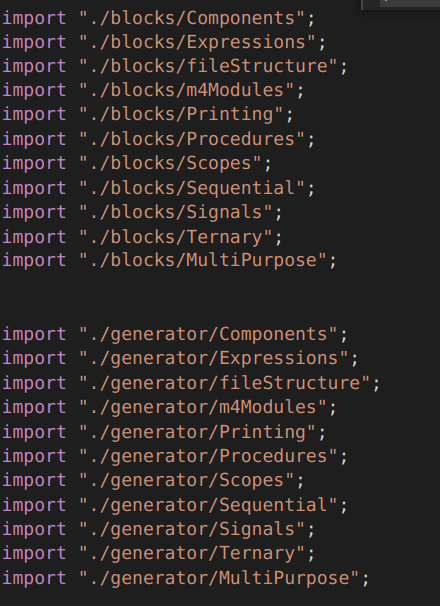 import "./blocks/Components";
import "./blocks/Expressions";
import "./blocks/fileStructure";
import "./blocks/m4Modules";
import "./blocks/Printing";
import "./blocks/Procedures";
import "./blocks/Scopes";
import "./blocks/Sequential";
import "./blocks/Signals";
import "./blocks/Ternary";
import "./blocks/MultiPurpose";
import "./generator/Components";
import "./generator/Expressions";
import "./generator/fileStructure";
import "./generator/m4Modules";
import "./generator/Printing";
import "./generator/Procedures";
import "./generator/Scopes";
import "./generator/Sequential";
import "./generator/Signals";
import "./generator/Ternary";
import "./generator/MultiPurpose";